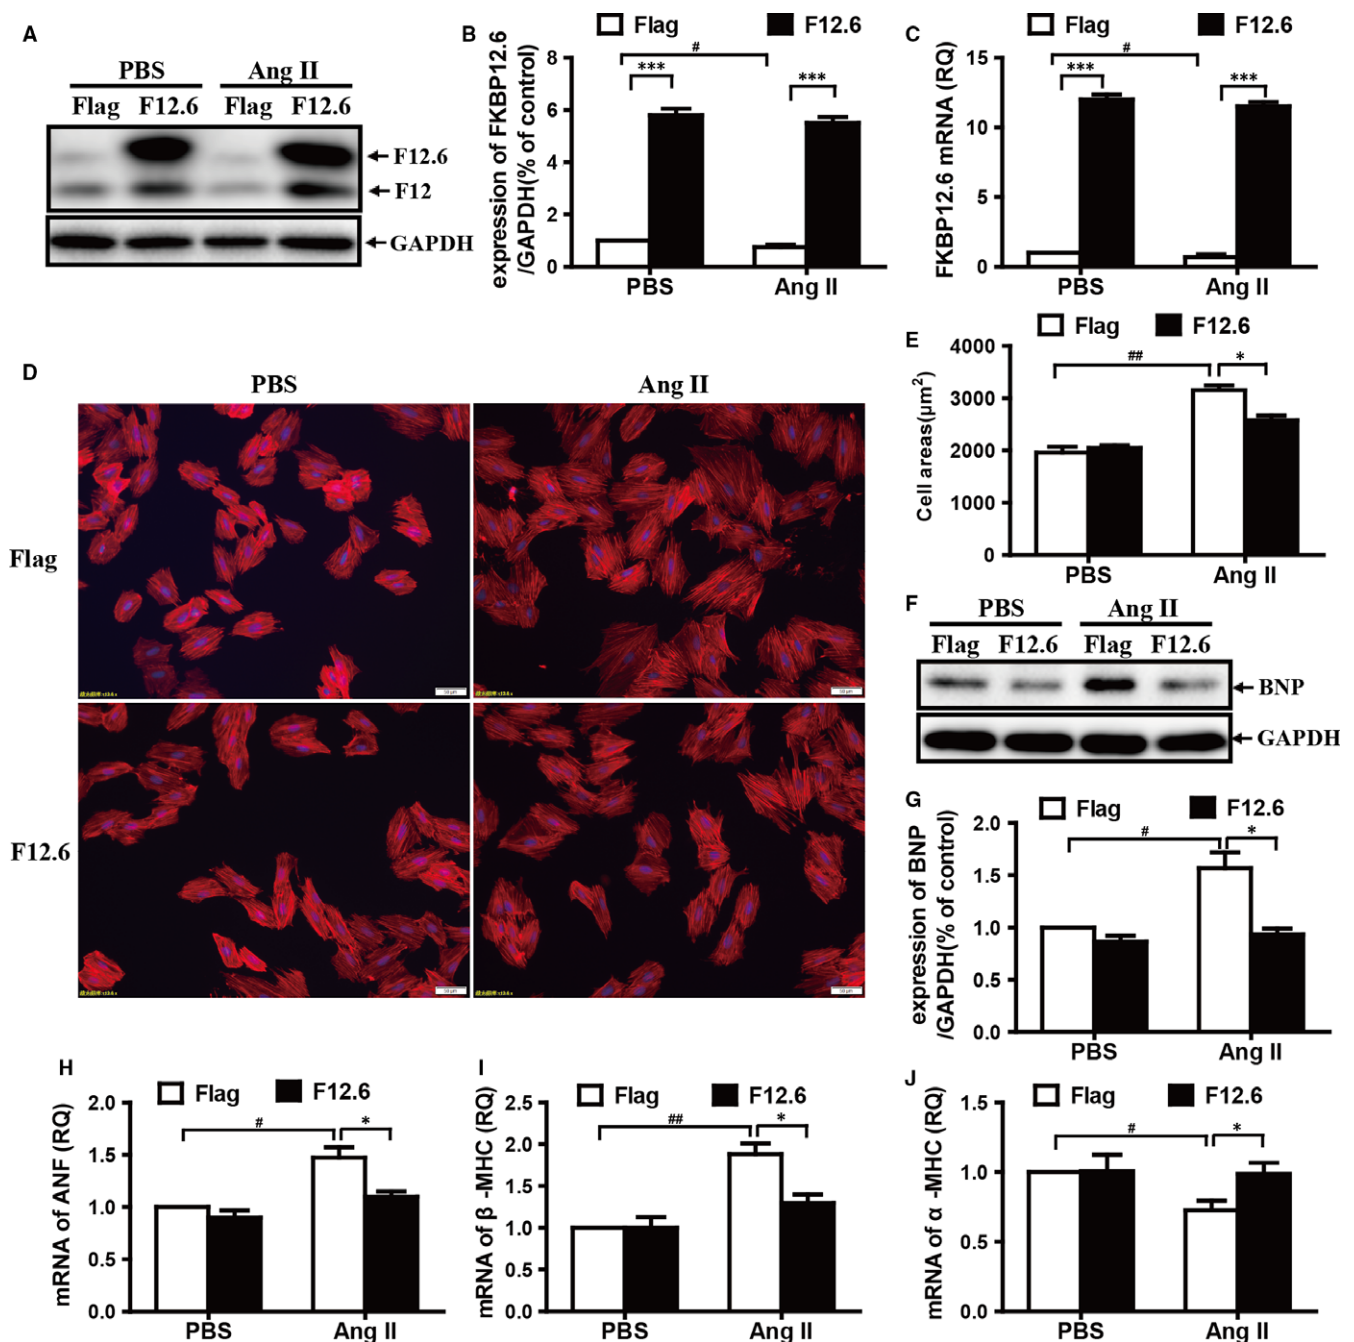 A
PBS Ang II
Flag F12.6 Flag F12.6
F12.6
F12
GAPDH
B
Flag F12.6
expression of FKBP12.6
/GAPDH(% of control)
8
6
4
2
0
#
*** ***
PBS Ang II
C
Flag F12.6
FKBP12.6 mRNA (RQ)
15
10
5
0
#
*** ***
PBS Ang II
D
PBS Ang II
Flag
F12.6
50 μm
50 μm
50 μm
50 μm
E
Flag F12.6
Cell areas(μm²)
4000
3000
2000
1000
0
## *
PBS Ang II
F
PBS Ang II
Flag F12.6 Flag F12.6
BNP
GAPDH
G
Flag F12.6
expression of BNP
/GAPDH(% of control)
2.0
1.5
1.0
0.5
0.0
# *
PBS Ang II
H
Flag F12.6
mRNA of ANF (RQ)
2.0
1.5
1.0
0.5
0.0
# *
PBS Ang II
I
Flag F12.6
mRNA of β -MHC (RQ)
2.5
2.0
1.5
1.0
0.5
0.0
## *
PBS Ang II
J
Flag F12.6
mRNA of α -MHC (RQ)
1.5
1.0
0.5
0.0
# *
PBS Ang II